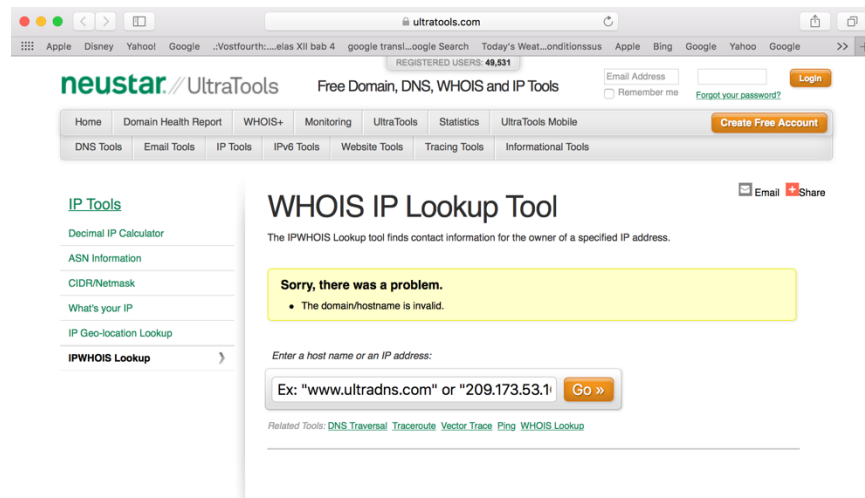 ultratools.com
Apple Disney Yahoo! Google .:Vostfourth:....elas XII bab 4 google transl...oogle Search Today's Weat...onditionssus Apple Bing Google Yahoo Google >>
REGISTERED USERS: 49,531
neustar. // UltraTools Free Domain, DNS, WHOIS and IP Tools
Email Address Login
Remember me Forgot your password?
Home Domain Health Report WHOIS+ Monitoring UltraTools Statistics UltraTools Mobile Create Free Account
DNS Tools Email Tools IP Tools IPv6 Tools Website Tools Tracing Tools Informational Tools
Email Share
IP Tools
Decimal IP Calculator
ASN Information
CIDR/Netmask
What's your IP
IP Geo-location Lookup
IPWHOIS Lookup
WHOIS IP Lookup Tool
The IPWHOIS Lookup tool finds contact information for the owner of a specified IP address.
Sorry, there was a problem.
• The domain/hostname is invalid.
Enter a host name or an IP address:
Ex: "www.ultradns.com" or "209.173.53.1 Go »
Related Tools: DNS Traversal Traceroute Vector Trace Ping WHOIS Lookup